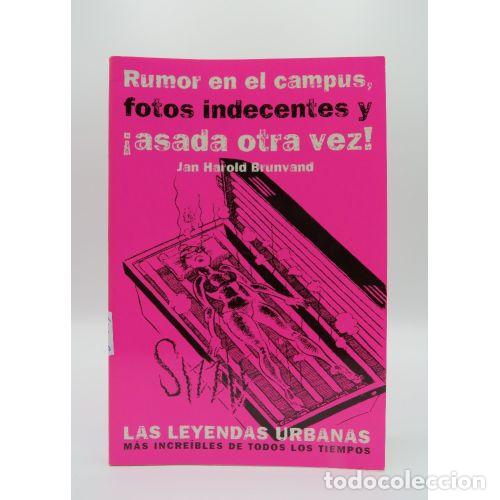 Rumor en el campus,
fotos indecentes y
¡asada otra vez!
Jan Harold Brunvand
LAS LEYENDAS URBANAS
MÁS INCREÍBLES DE TODOS LOS TIEMPOS
todocoleccion